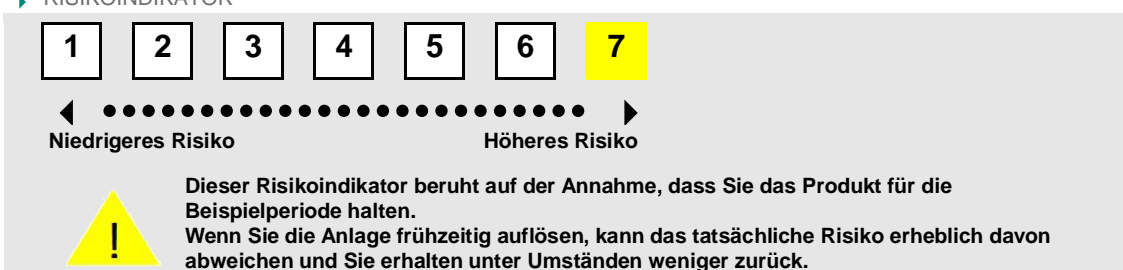 RISIKOINDIKATOR
1 2 3 4 5 6 7
Niedrigeres Risiko Höheres Risiko
Dieser Risikoindikator beruht auf der Annahme, dass Sie das Produkt für die
Beispielperiode halten.
!
Wenn Sie die Anlage frühzeitig auflösen, kann das tatsächliche Risiko erheblich davon
abweichen und Sie erhalten unter Umständen weniger zurück.